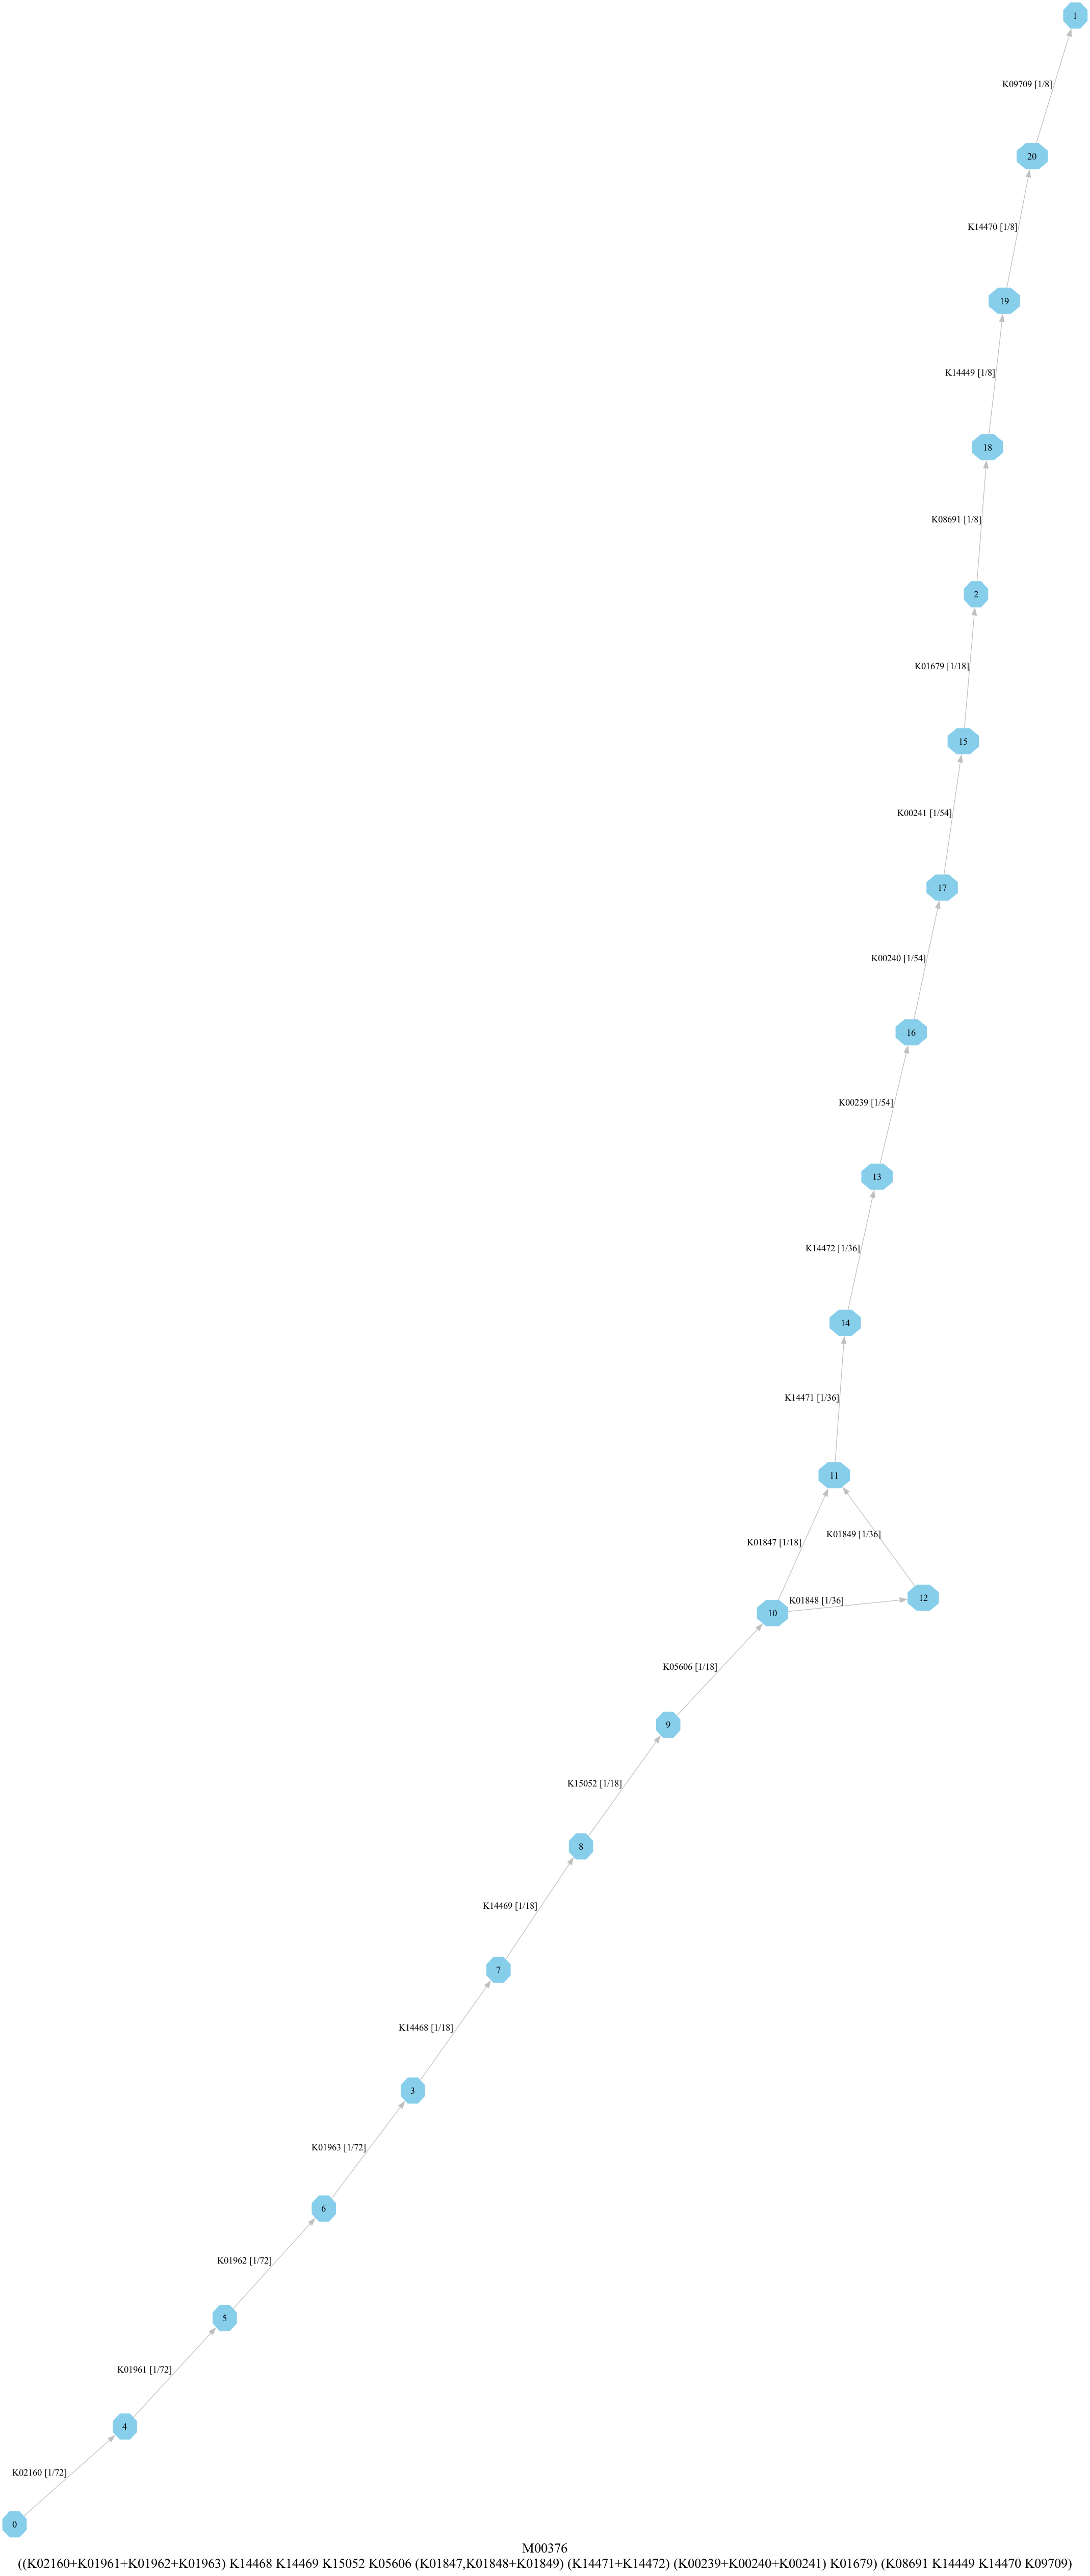 1
K09709 [1/8]
20
K14470 [1/8]
19
K14449 [1/8]
18
K08691 [1/8]
2
K01679 [1/18]
15
K00241 [1/54]
17
K00240 [1/54]
16
K00239 [1/54]
13
K14472 [1/36]
14
K14471 [1/36]
11
K01849 [1/36]
K01847 [1/18]
12
K01848 [1/36]
10
K05606 [1/18]
9
K15052 [1/18]
8
K14469 [1/18]
7
K14468 [1/18]
3
K01963 [1/72]
6
K01962 [1/72]
5
K01961 [1/72]
4
K02160 [1/72]
0
M00376
((K02160+K01961+K01962+K01963) K14468 K14469 K15052 K05606 (K01847,K01848+K01849) (K14471+K14472) (K00239+K00240+K00241) K01679) (K08691 K14449 K14470 K09709)